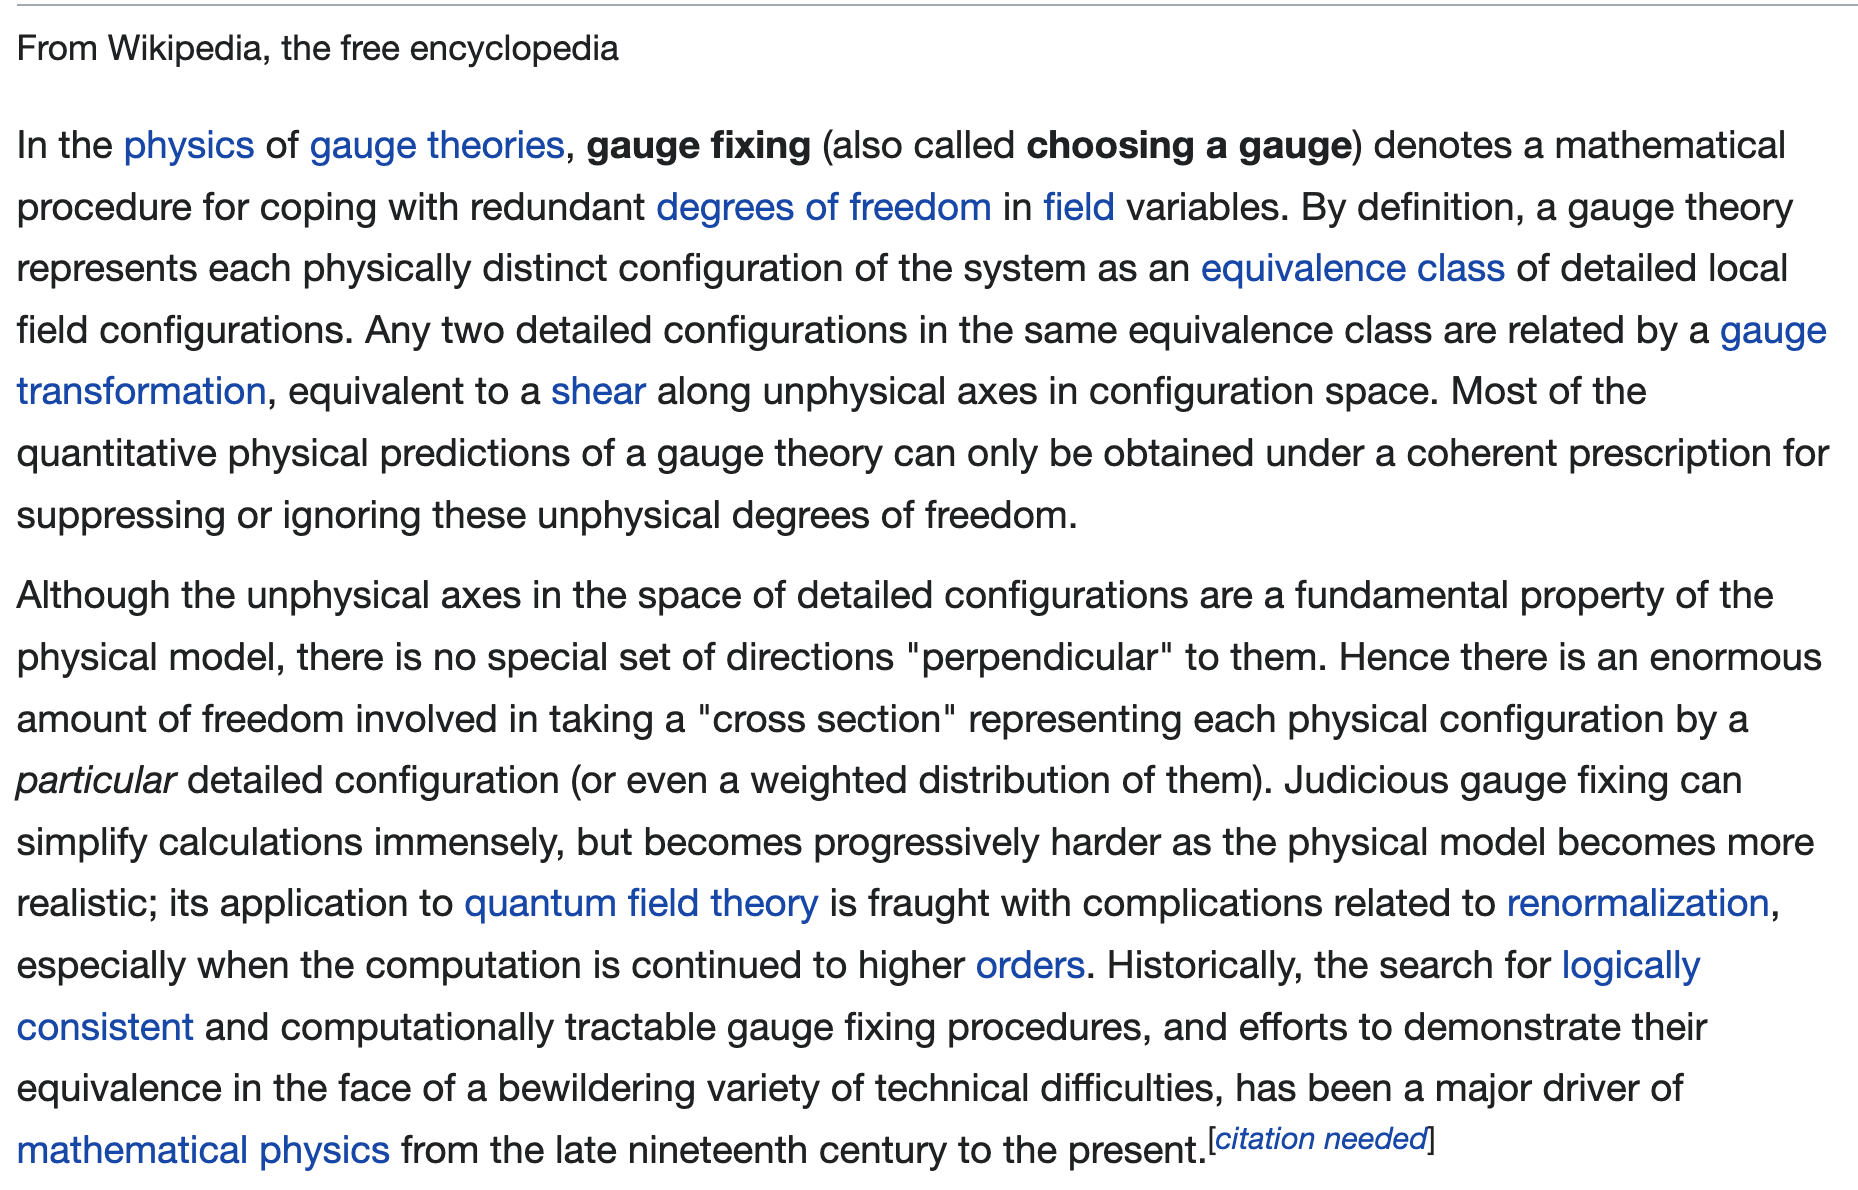 From Wikipedia, the free encyclopedia
In the physics of gauge theories, gauge fixing (also called choosing a gauge) denotes a mathematical
procedure for coping with redundant degrees of freedom in field variables. By definition, a gauge theory
represents each physically distinct configuration of the system as an equivalence class of detailed local
field configurations. Any two detailed configurations in the same equivalence class are related by a gauge
transformation, equivalent to a shear along unphysical axes in configuration space. Most of the
quantitative physical predictions of a gauge theory can only be obtained under a coherent prescription for
suppressing or ignoring these unphysical degrees of freedom.
Although the unphysical axes in the space of detailed configurations are a fundamental property of the
physical model, there is no special set of directions "perpendicular" to them. Hence there is an enormous
amount of freedom involved in taking a "cross section" representing each physical configuration by a
particular detailed configuration (or even a weighted distribution of them). Judicious gauge fixing can
simplify calculations immensely, but becomes progressively harder as the physical model becomes more
realistic; its application to quantum field theory is fraught with complications related to renormalization,
especially when the computation is continued to higher orders. Historically, the search for logically
consistent and computationally tractable gauge fixing procedures, and efforts to demonstrate their
equivalence in the face of a bewildering variety of technical difficulties, has been a major driver of
mathematical physics from the late nineteenth century to the present.[citation needed]